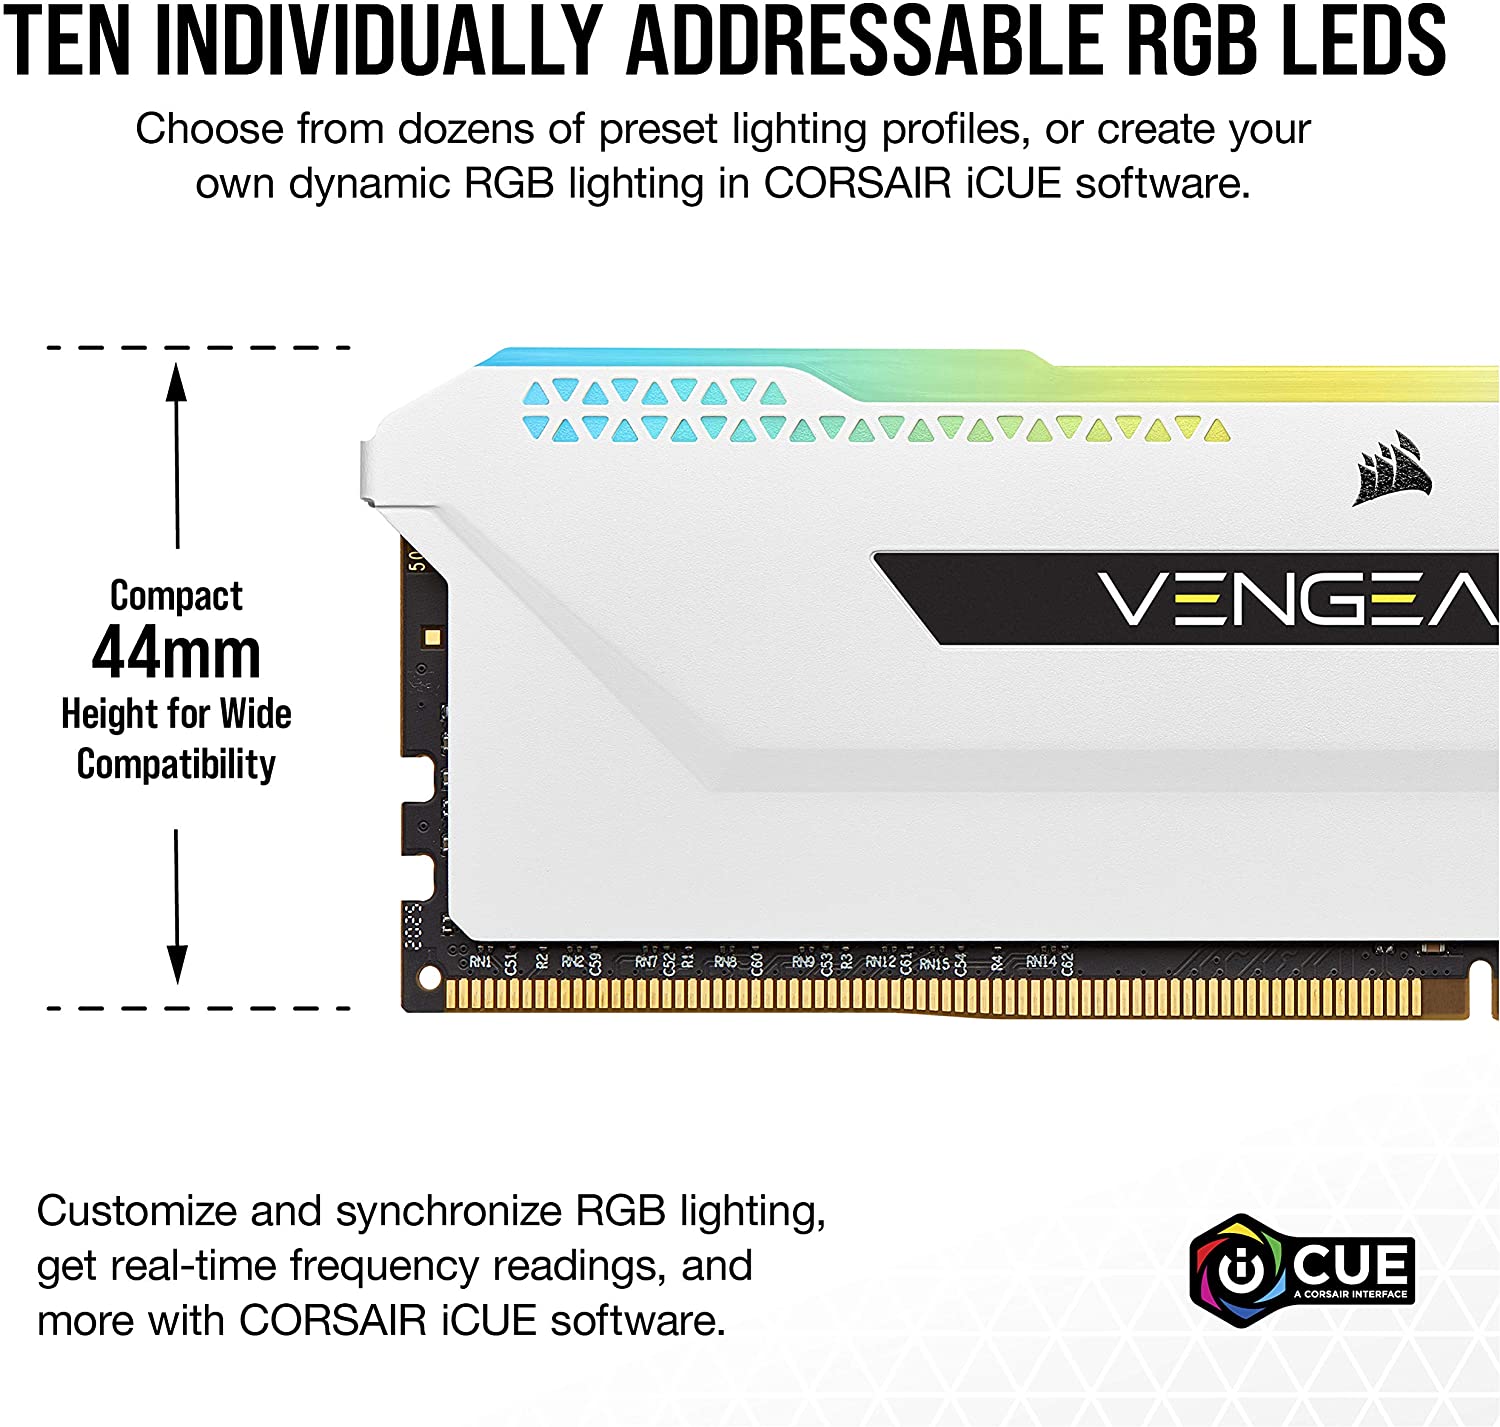 TEN INDIVIDUALLY ADDRESSABLE RGB LEDS
Choose from dozens of preset lighting profiles, or create your
own dynamic RGB lighting in CORSAIR iCUE software.
Compact
44mm
Height for Wide
Compatibility
50
VENGEA
2029
RN1 C51 R2 RN2 C59 RN7 C52 R1 RN8 C60 RN9 C53 R3 RN12 C61 RN15 C54 R4 RN14 C62
Customize and synchronize RGB lighting,
get real-time frequency readings, and
more with CORSAIR iCUE software.
iCUE
A CORSAIR INTERFACE